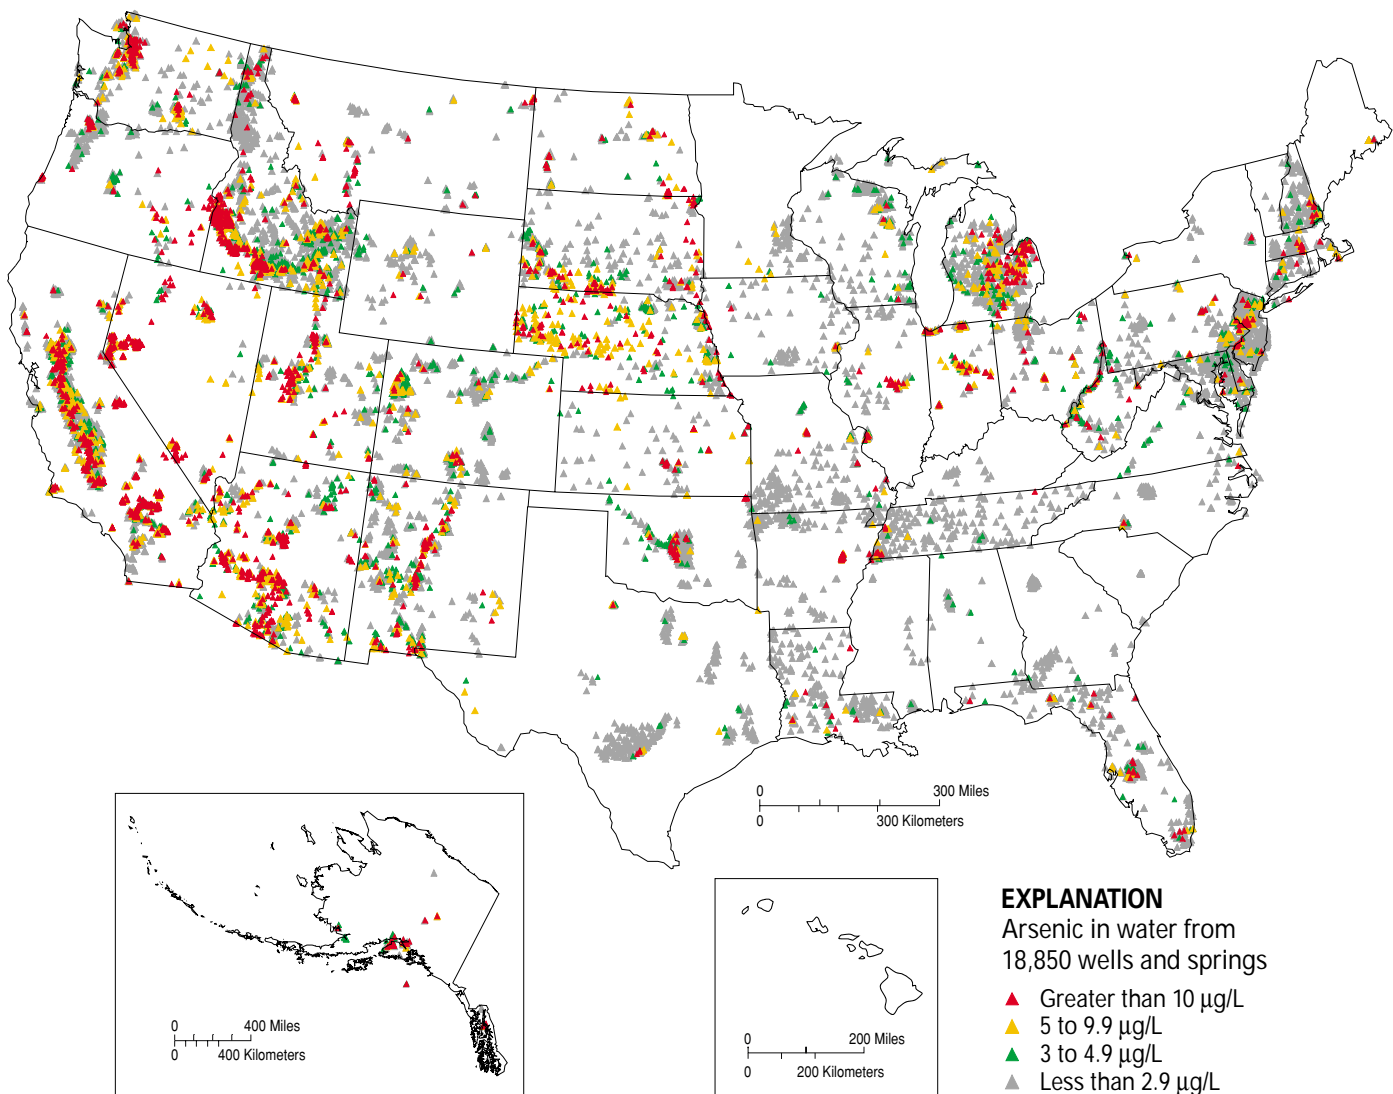 0 300 Miles
0 300 Kilometers
0 400 Miles
0 400 Kilometers
0 200 Miles
0 200 Kilometers
EXPLANATION
Arsenic in water from
18,850 wells and springs
Greater than 10 µg/L
5 to 9.9 µg/L
3 to 4.9 µg/L
Less than 2.9 µg/L